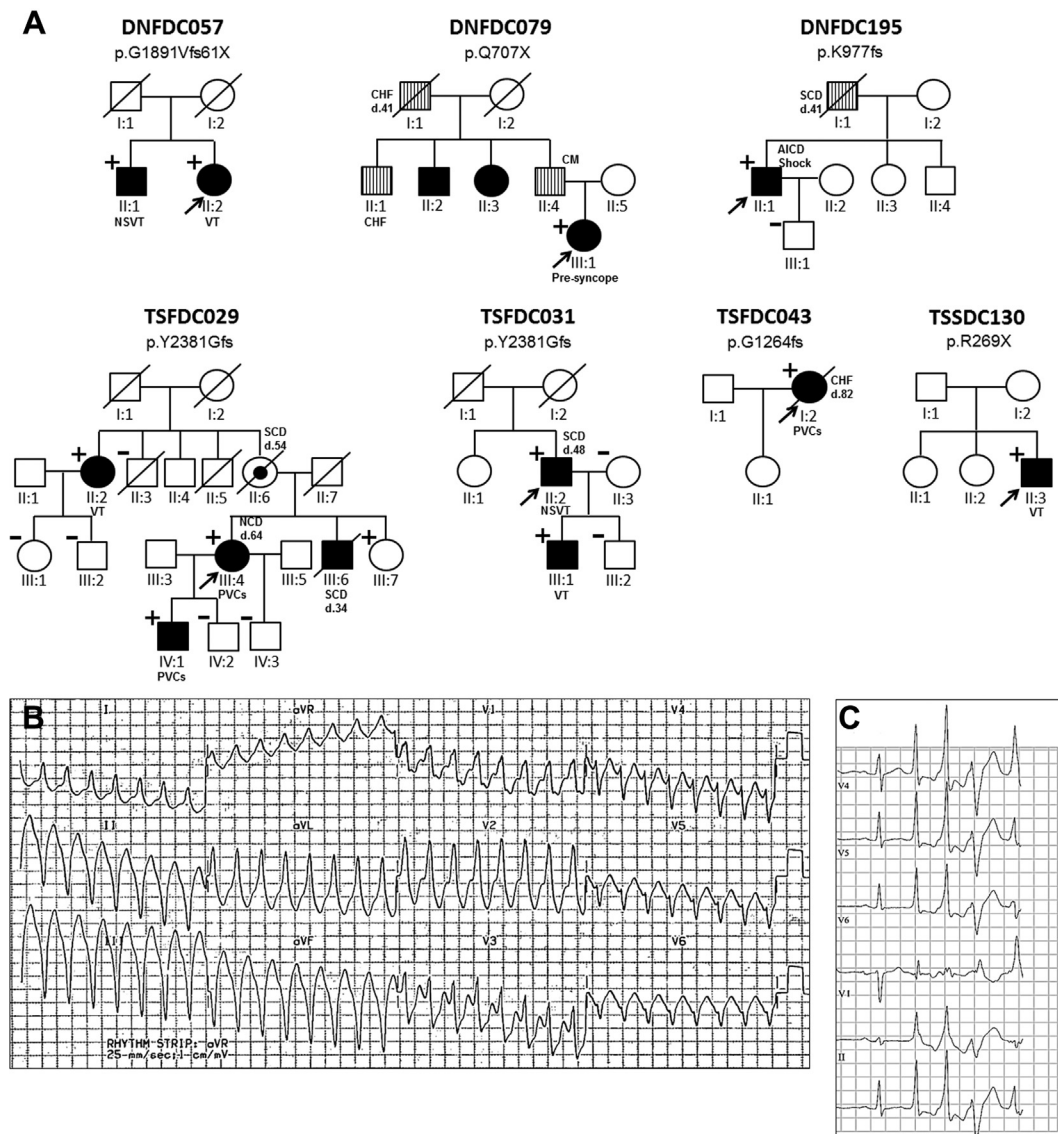 A
DNFDC057
p.G1891Vfs61X
I:1
I:2
+
+
II:1
II:2
NSVT
VT
DNFDC079
p.Q707X
CHF
d.41
I:1
I:2
CM
II:1
II:2
II:3
II:4
II:5
CHF
+
III:1
Pre-syncope
DNFDC195
p.K977fs
SCD
d.41
I:1
I:2
AICD
Shock
+
II:1
II:2
II:3
II:4
−
III:1
TSFDC029
p.Y2381Gfs
I:1
I:2
SCD
d.54
+
−
II:1
II:2
II:3
II:4
II:5
II:6
II:7
VT
NCD
d.64
−
−
+
+
III:1
III:2
III:3
III:4
III:5
III:6
III:7
PVCs
SCD
d.34
+
−
−
IV:1
IV:2
IV:3
PVCs
TSFDC031
p.Y2381Gfs
I:1
I:2
SCD
d.48
+
−
II:1
II:2
II:3
NSVT
+
−
III:1
III:2
VT
TSFDC043
p.G1264fs
+
CHF
d.82
I:1
I:2
PVCs
II:1
TSSDC130
p.R269X
I:1
I:2
+
II:1
II:2
II:3
VT
B
I
aVR
V1
V4
II
aVL
V2
V5
III
aVF
V3
V6
RHYTHM STRIP: aVR
25 mm/sec;1 cm/mV
C
V4
V5
V6
V1
II